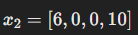 x₂ = [6, 0, 0, 10]